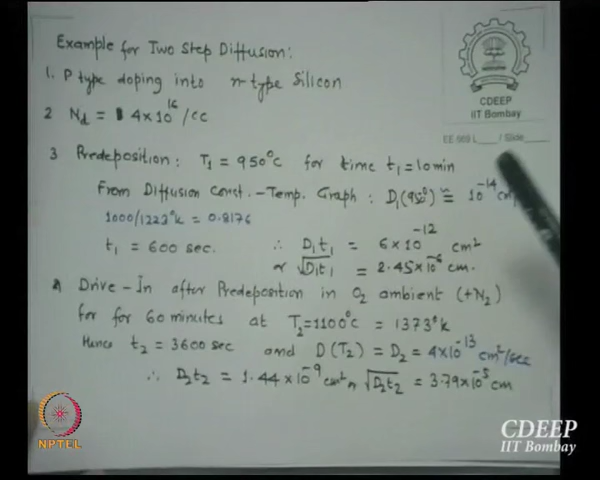 Example for Two Step Diffusion:
1. P type doping into n-type Silicon
2 Nd = 4×10^16 /cc
3 Predeposition: T1 = 950°C for time t1 = 10 min
From Diffusion Const. - Temp. Graph: D1(950°) ≅ 10^-14 cm
1000/1223°k = 0.8176
t1 = 600 sec. ∴ D1t1 = 6×10^-12 cm²
or √D1t1 = 2.45×10^-6 cm.
Drive-In after Predeposition in O2 ambient (+N2)
for for 60 minutes at T2=1100°C = 1373°k
Hence t2 = 3600 sec and D(T2) = D2 = 4×10^-13 cm²/sec
∴ D2t2 = 1.44×10^-9 cm² or √D2t2 = 3.79×10^-5 cm
CDEEP
IIT Bombay
EE 669 L___ / Slide___
NPTEL
CDEEP
IIT Bombay